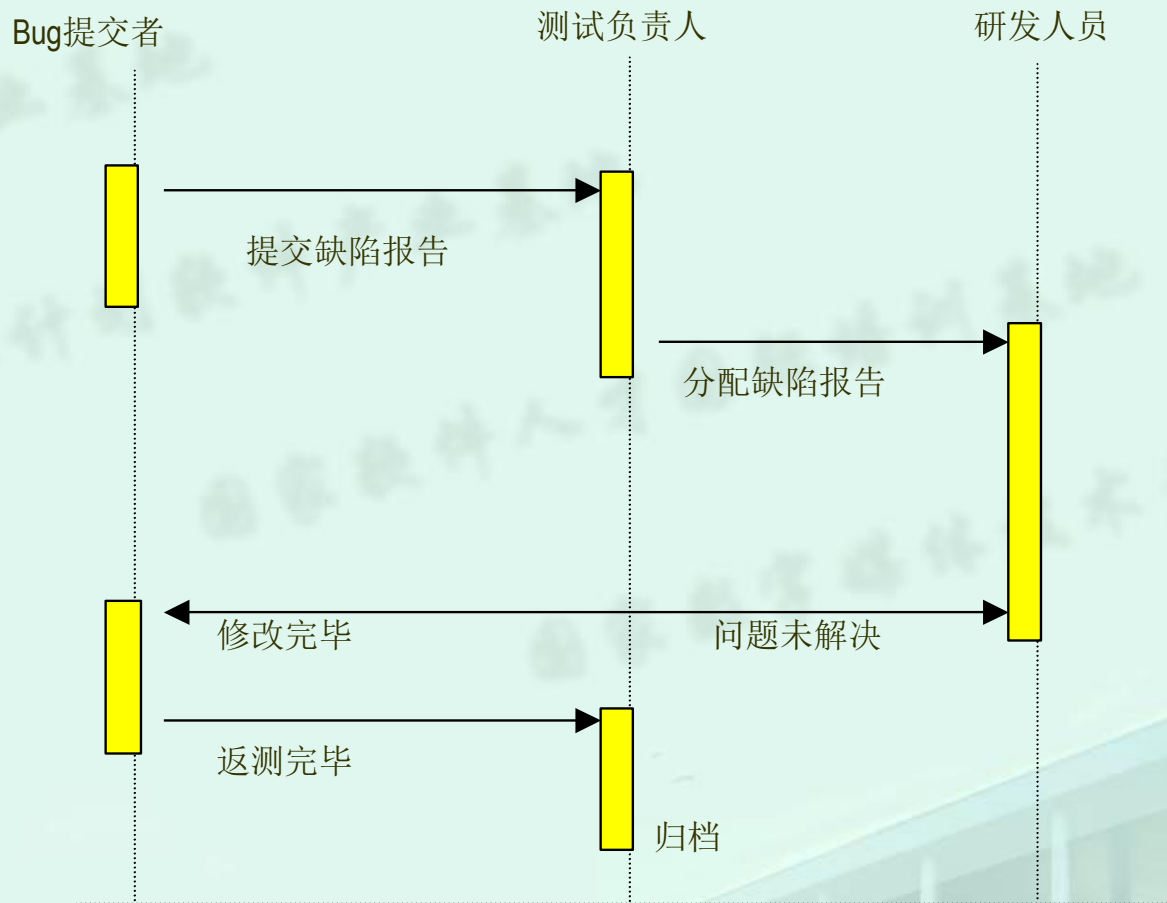 Bug提交者
测试负责人
研发人员
提交缺陷报告
分配缺陷报告
修改完毕
问题未解决
返测完毕
归档